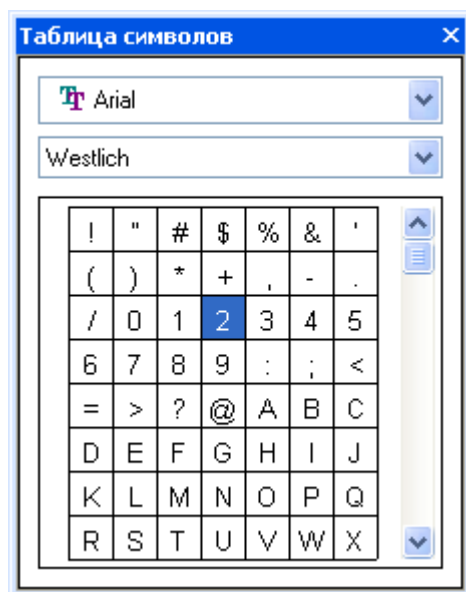 Таблица символов
Arial
Westlich
! " # $ % & '
( ) * + , - .
/ 0 1 2 3 4 5
6 7 8 9 : ; <
= > ? @ A B C
D E F G H I J
K L M N O P Q
R S T U V W X